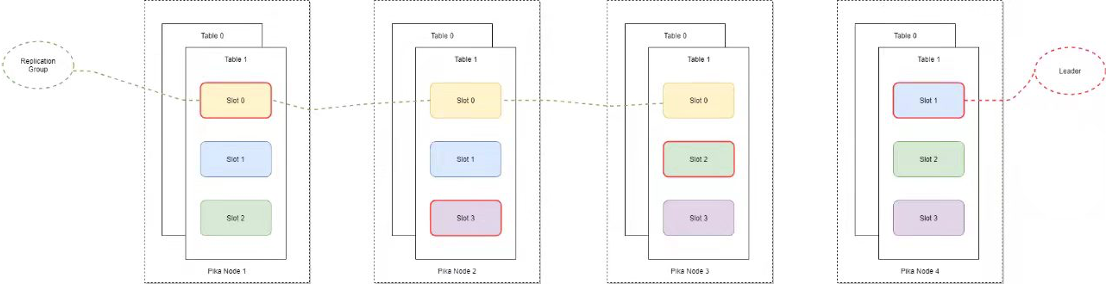 Replication
Group
Table 0
Table 1
Slot 0
Slot 1
Slot 2
Pika Node 1
Table 0
Table 1
Slot 0
Slot 1
Slot 3
Pika Node 2
Table 0
Table 1
Slot 0
Slot 2
Slot 3
Pika Node 3
Table 0
Table 1
Slot 1
Slot 2
Slot 3
Pika Node 4
Leader